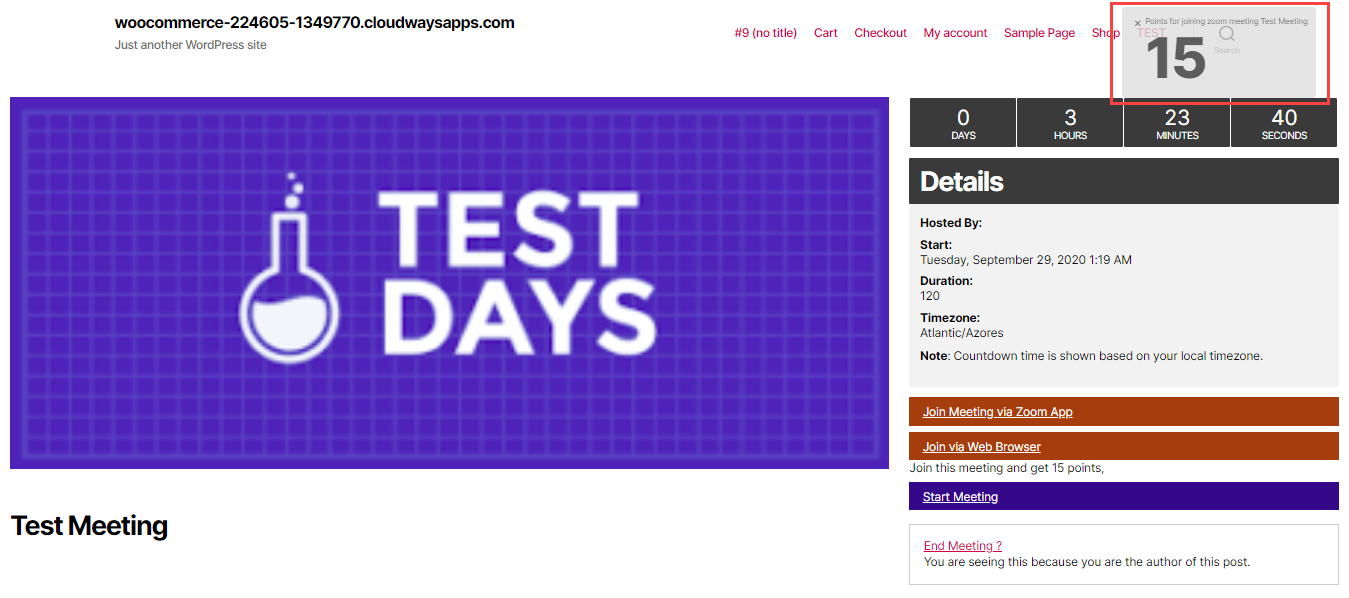 woocommerce-224605-1349770.cloudwaysapps.com
Just another WordPress site
#9 (no title) Cart Checkout My account Sample Page Shop TEST
× Points for joining zoom meeting Test Meeting
15
Search
0 3 23 40
DAYS HOURS MINUTES SECONDS
TEST
DAYS
Details
Hosted By:
Start:
Tuesday, September 29, 2020 1:19 AM
Duration:
120
Timezone:
Atlantic/Azores
Note: Countdown time is shown based on your local timezone.
Join Meeting via Zoom App
Join via Web Browser
Join this meeting and get 15 points,
Start Meeting
Test Meeting
End Meeting ?
You are seeing this because you are the author of this post.